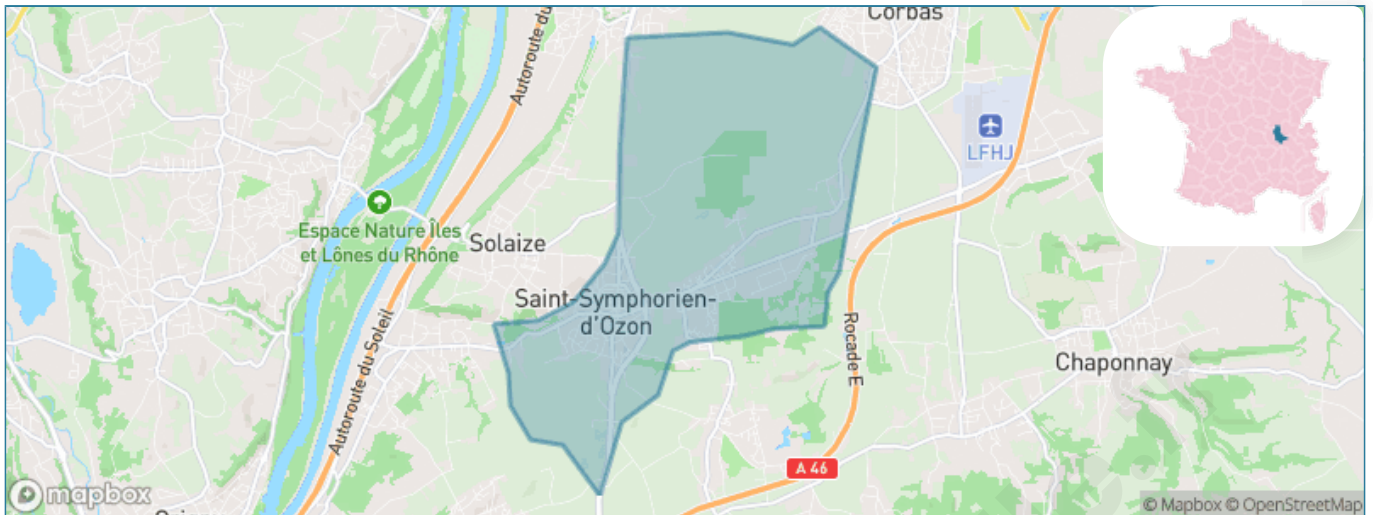 Corbas
Autoroute du
LFHJ
Espace Nature Îles
et Lônes du Rhône
Solaize
Saint-Symphorien-
d'Ozon
Autoroute du Soleil
Rocade E
Chaponnay
A 46
mapbox
© Mapbox © OpenStreetMap